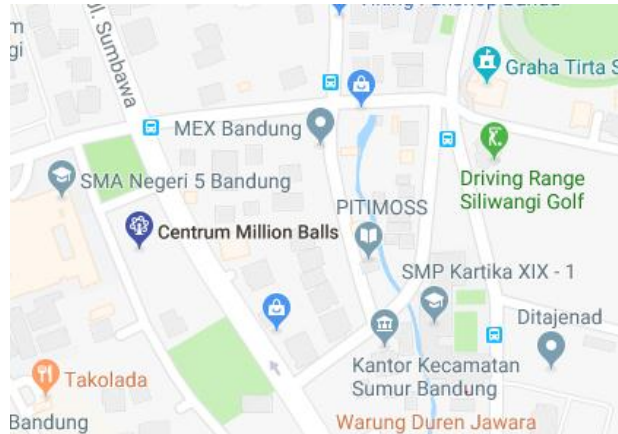 Jl. Sumbawa
Graha Tirta S
MEX Bandung
SMA Negeri 5 Bandung
Driving Range
Siliwangi Golf
PITIMOSS
Centrum Million Balls
SMP Kartika XIX - 1
Ditajenad
Kantor Kecamatan
Sumur Bandung
Takolada
Bandung
Warung Duren Jawara